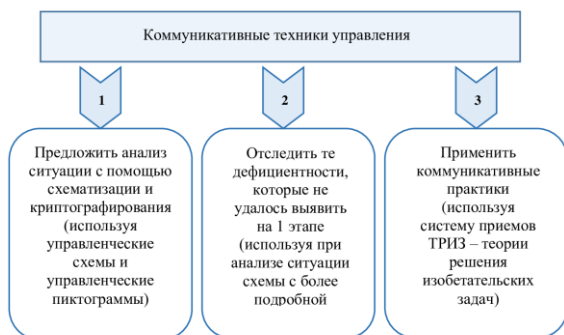 Коммуникативные техники управления
1
2
3
Предложить анализ
ситуации с помощью
схематизации и
криптографирования
(используя
управленческие
схемы и
управленческие
пиктограммы)
Отследить те
дефициентности,
которые не
удалось выявить
на 1 этапе
(используя при
анализе ситуации
схемы с более
подробной
Применить
коммуникативные
практики
(используя
систему приемов
ТРИЗ – теории
решения
изобетательских
задач)